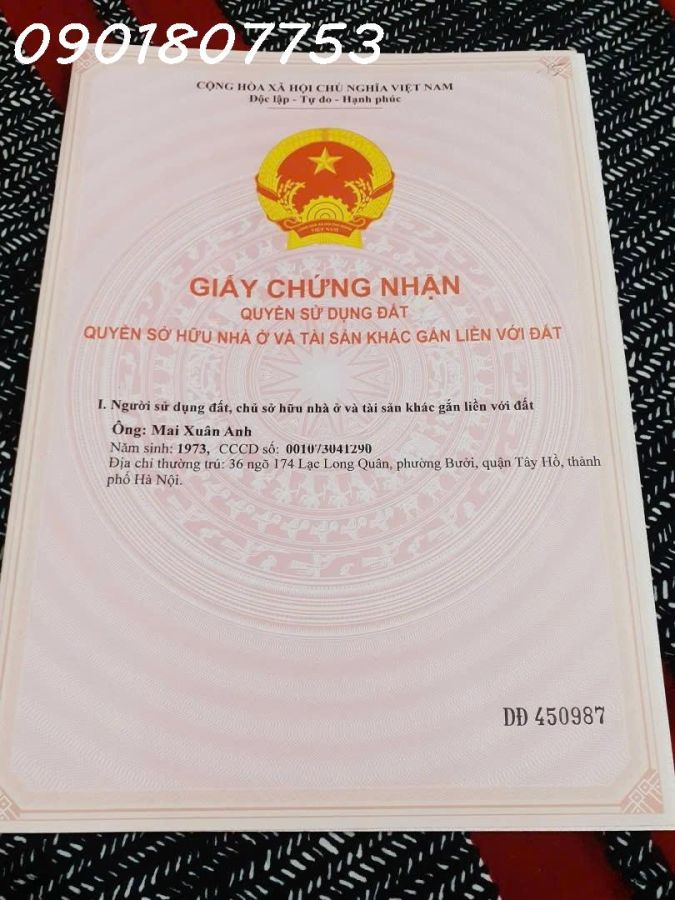 0901807753
CỘNG HÒA XÃ HỘI CHỦ NGHĨA VIỆT NAM
Độc lập - Tự do - Hạnh phúc
VIỆT NAM
GIẤY CHỨNG NHẬN
QUYỀN SỬ DỤNG ĐẤT
QUYỀN SỞ HỮU NHÀ Ở VÀ TÀI SẢN KHÁC GẮN LIỀN VỚI ĐẤT
I. Người sử dụng đất, chủ sở hữu nhà ở và tài sản khác gắn liền với đất
Ông: Mai Xuân Anh
Năm sinh: 1973, CCCD số: 001073041290
Địa chỉ thường trú: 36 ngõ 174 Lạc Long Quân, phường Bưởi, quận Tây Hồ, thành
phố Hà Nội.
DĐ 450987